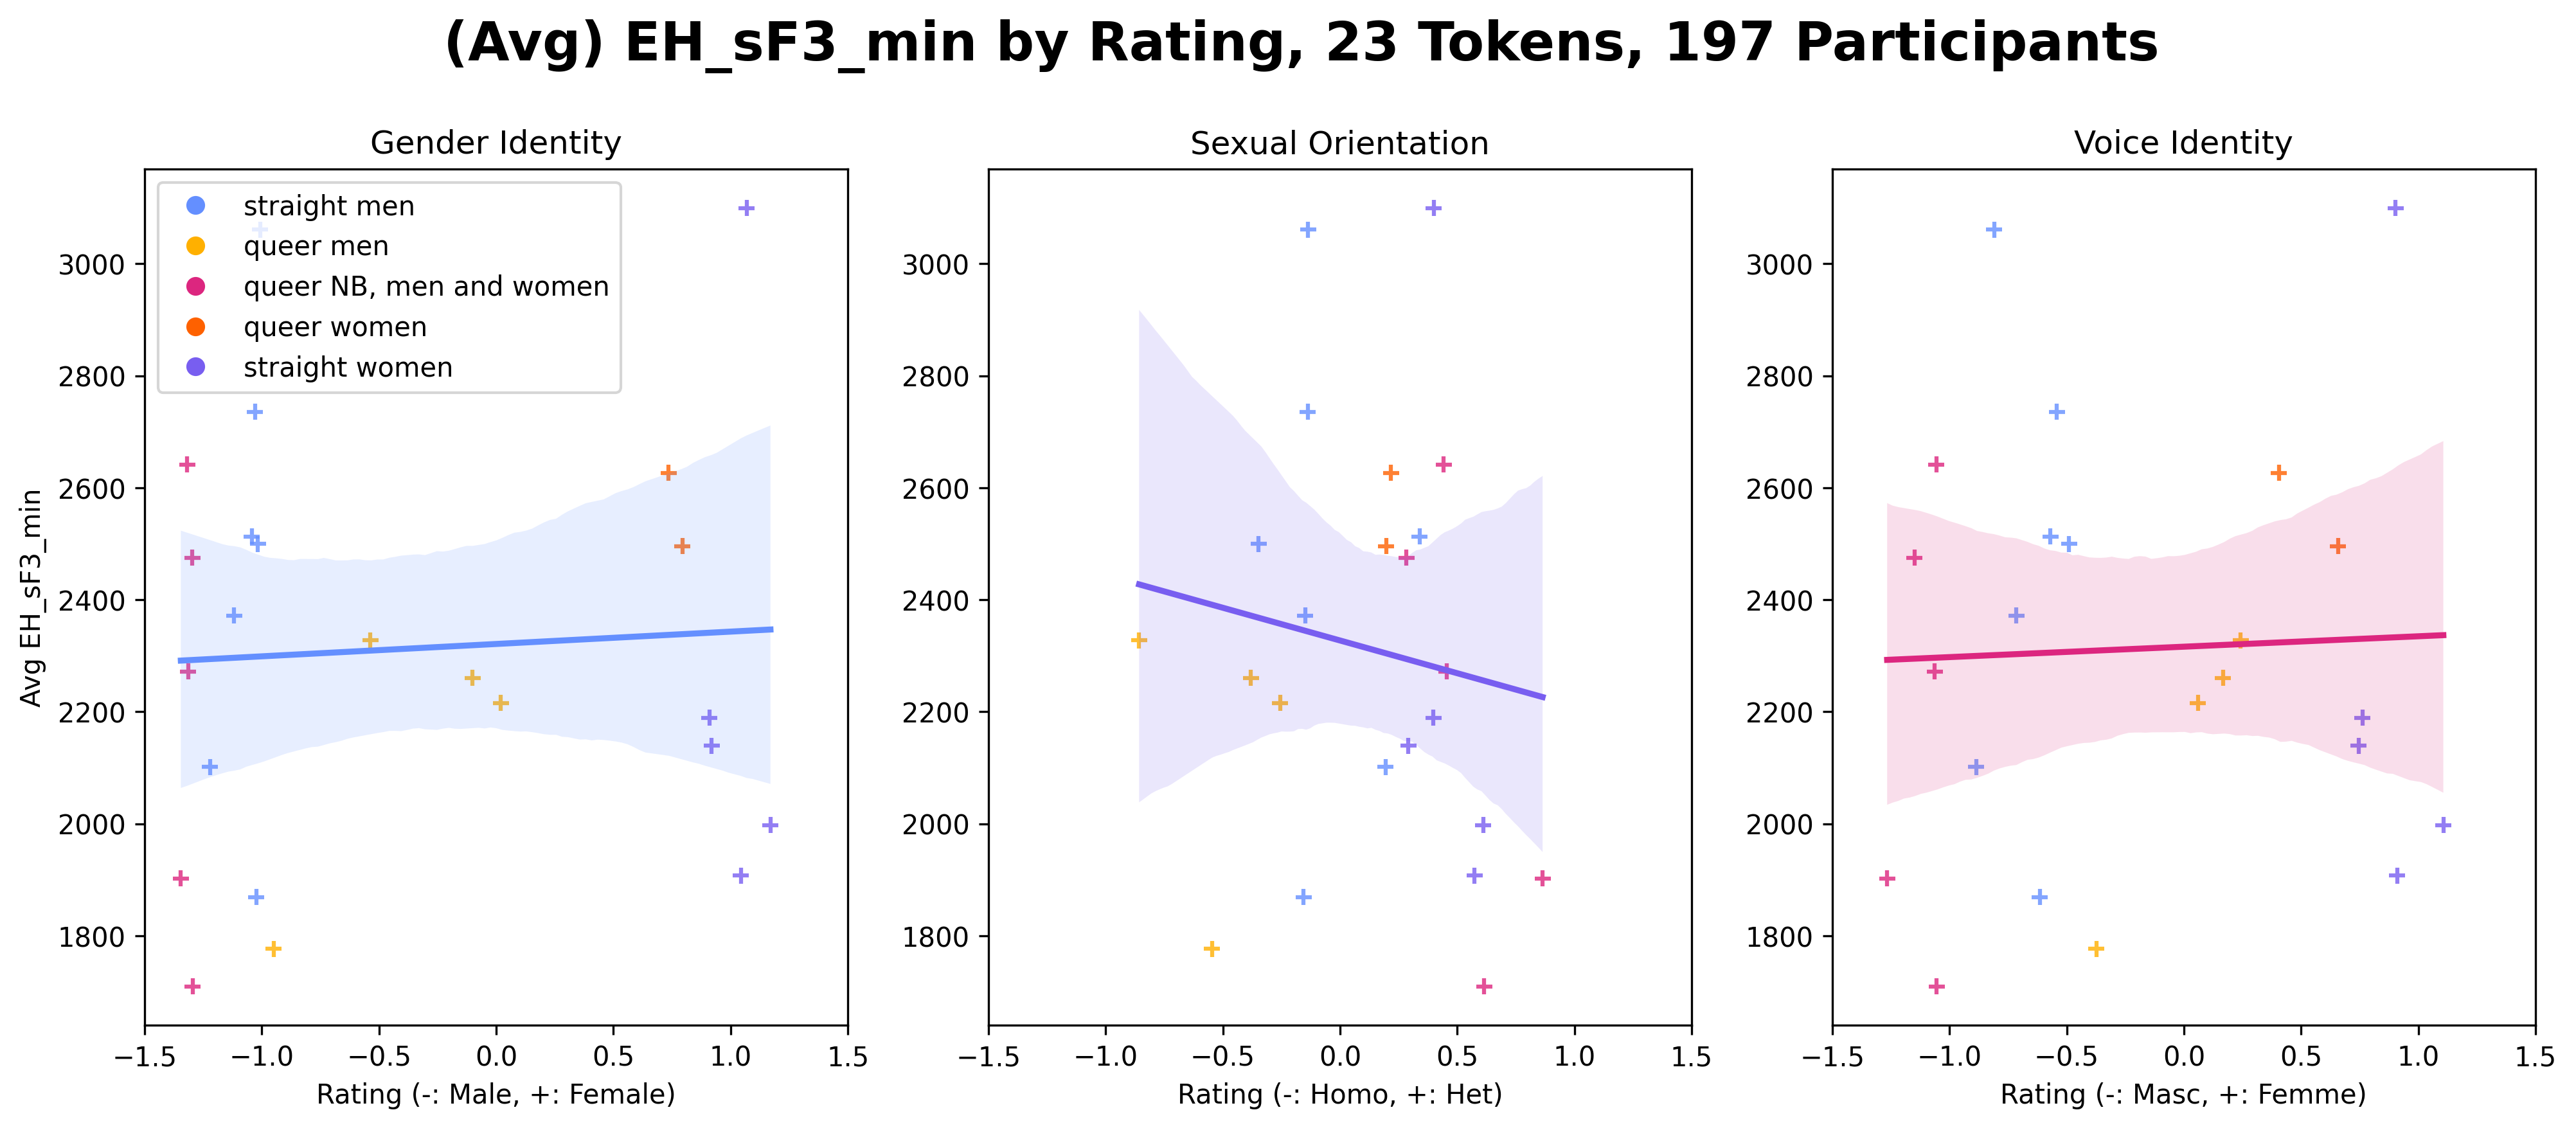 (Avg) EH_sF3_min by Rating, 23 Tokens, 197 Participants
Gender Identity
straight men
queer men
queer NB, men and women
queer women
straight women
3000
2800
2600
2400
2200
2000
1800
Avg EH_sF3_min
−1.5 −1.0 −0.5 0.0 0.5 1.0 1.5
Rating (-: Male, +: Female)
Sexual Orientation
3000
2800
2600
2400
2200
2000
1800
−1.5 −1.0 −0.5 0.0 0.5 1.0 1.5
Rating (-: Homo, +: Het)
Voice Identity
3000
2800
2600
2400
2200
2000
1800
−1.5 −1.0 −0.5 0.0 0.5 1.0 1.5
Rating (-: Masc, +: Femme)